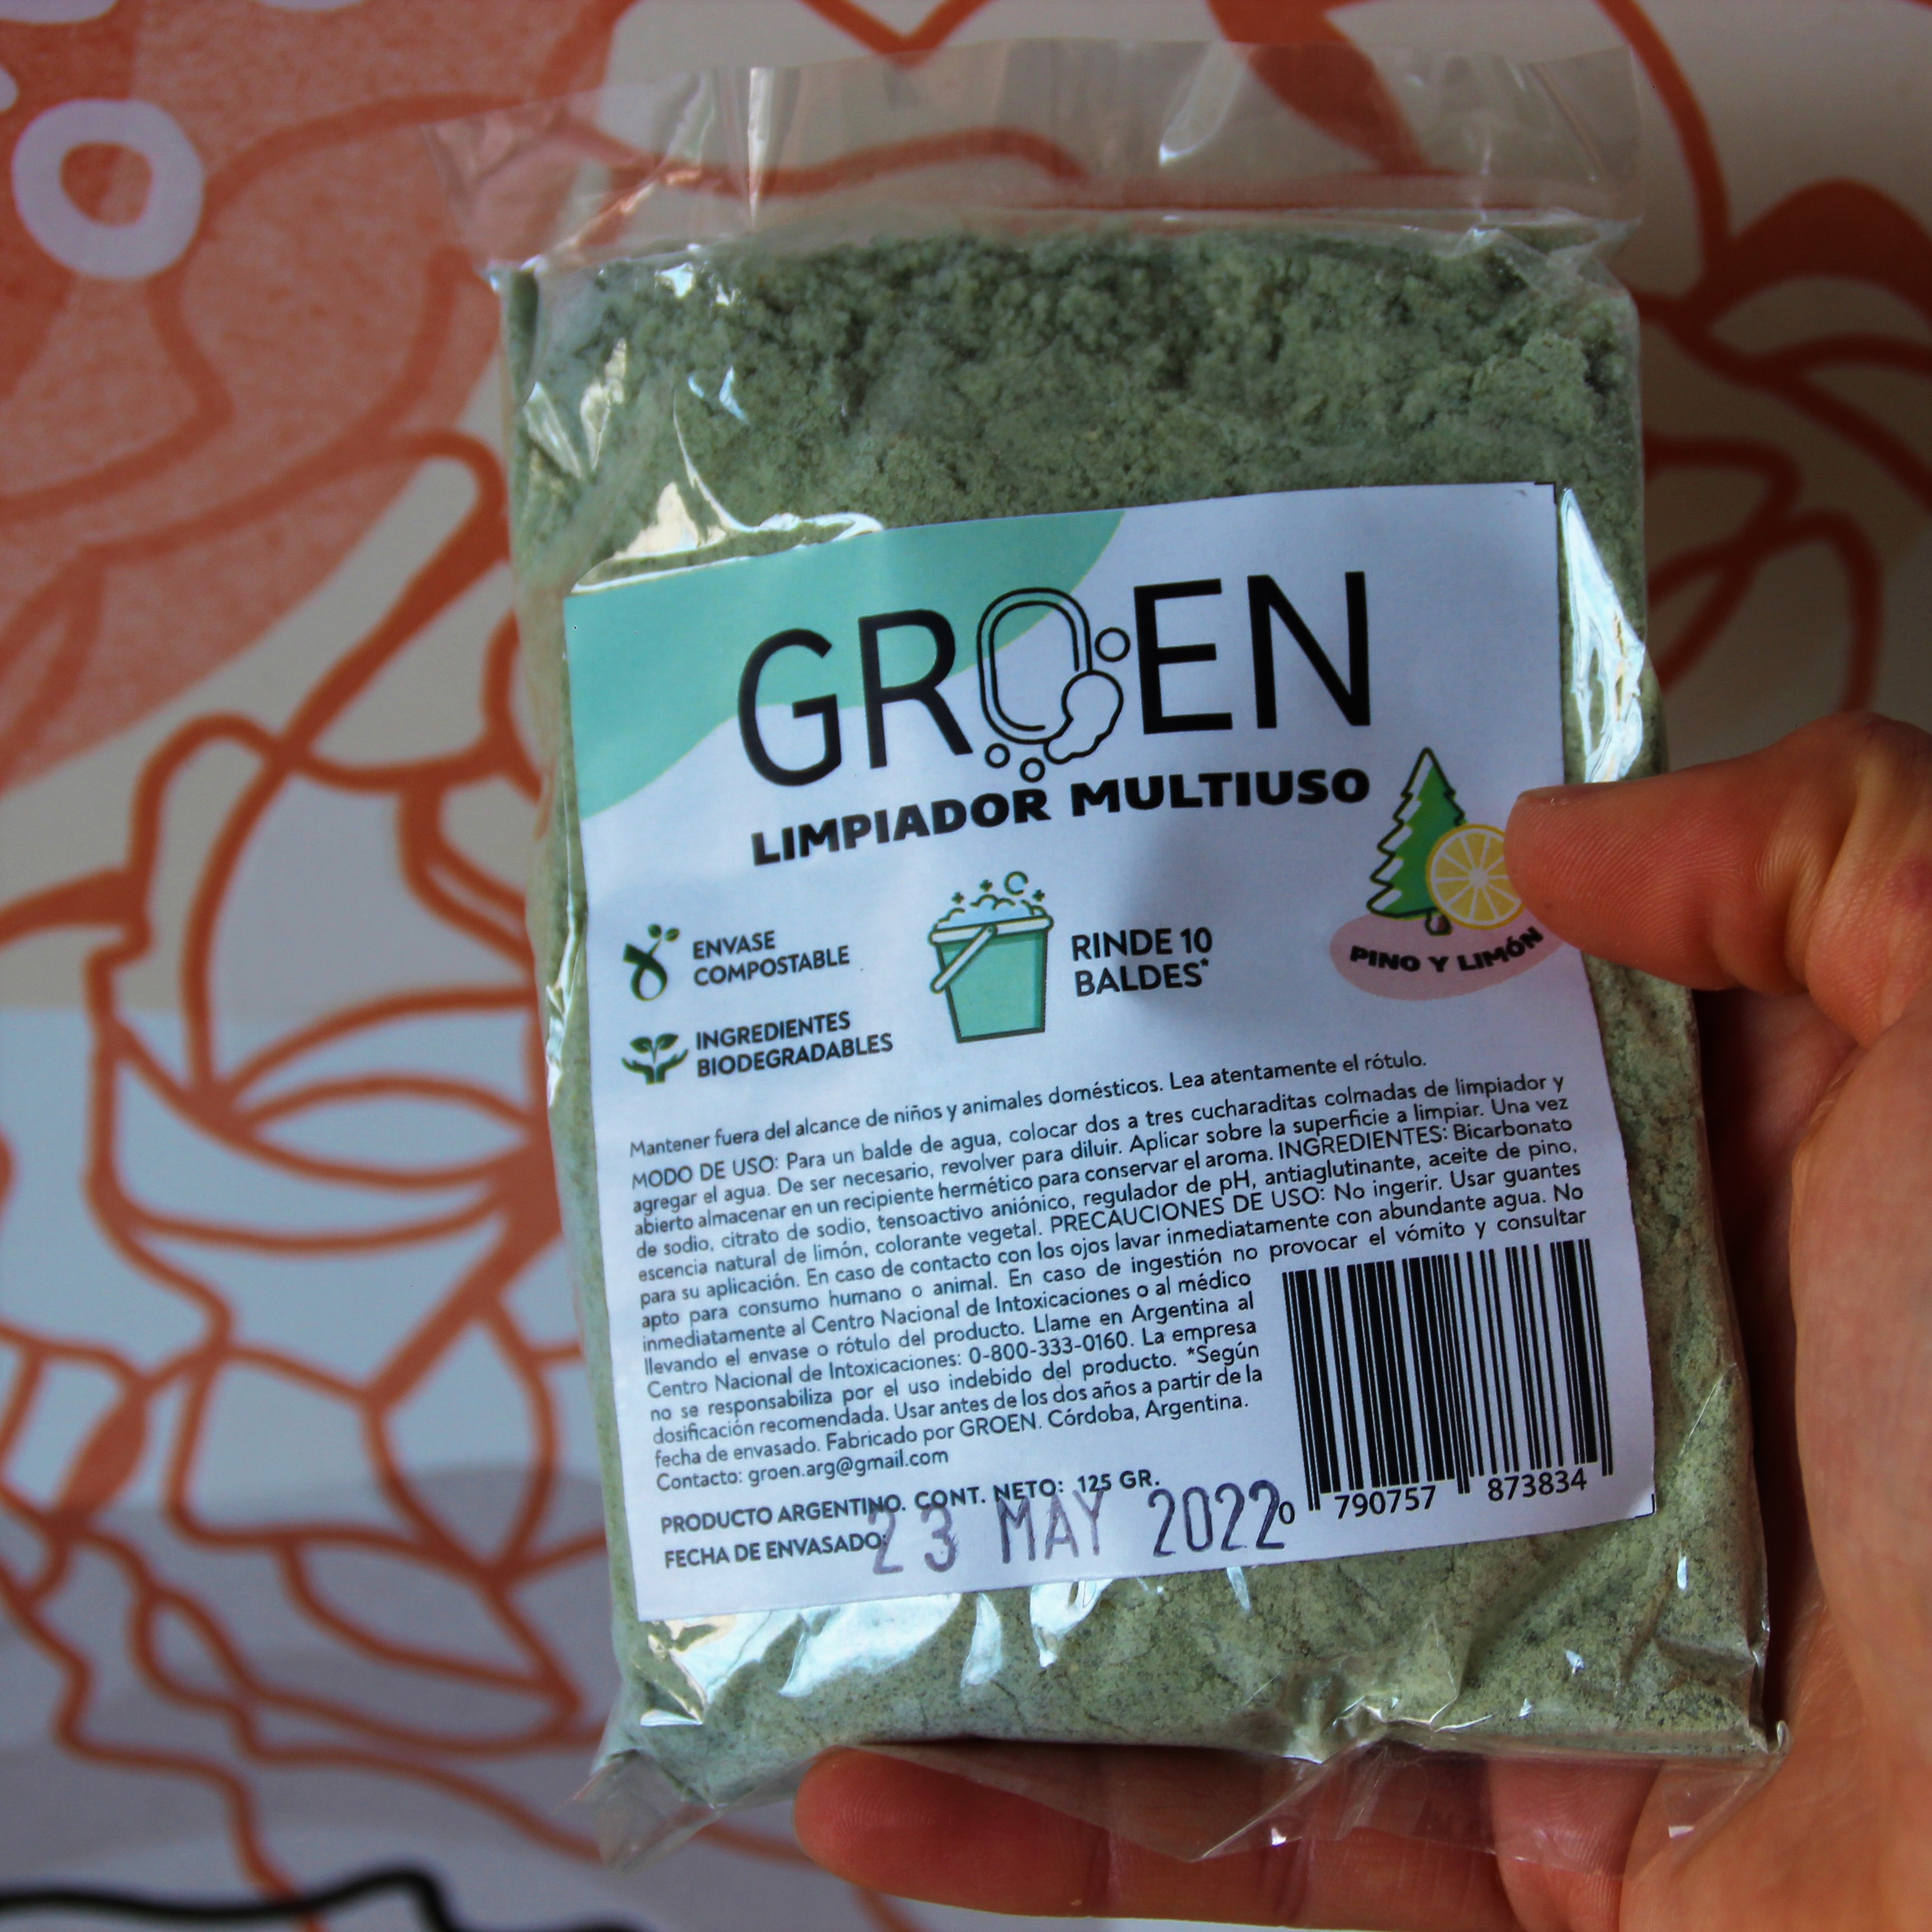 GROEN
LIMPIADOR MULTIUSO
ENVASE
COMPOSTABLE
INGREDIENTES
BIODEGRADABLES
RINDE 10
BALDES*
PINO Y LIMÓN
Mantener fuera del alcance de niños y animales domésticos. Lea atentamente el rótulo.
MODO DE USO: Para un balde de agua, colocar dos a tres cucharaditas colmadas de limpiador y
agregar el agua. De ser necesario, revolver para diluir. Aplicar sobre la superficie a limpiar. Una vez
abierto almacenar en un recipiente hermético para conservar el aroma. INGREDIENTES: Bicarbonato
de sodio, citrato de sodio, tensoactivo aniónico, regulador de pH, antiaglutinante, aceite de pino,
escencia natural de limón, colorante vegetal. PRECAUCIONES DE USO: No ingerir. Usar guantes
para su aplicación. En caso de contacto con los ojos lavar inmediatamente con abundante agua. No
apto para consumo humano o animal. En caso de ingestión no provocar el vómito y consultar
inmediatamente al Centro Nacional de Intoxicaciones o al médico
llevando el envase o rótulo del producto. Llame en Argentina al
Centro Nacional de Intoxicaciones: 0-800-333-0160. La empresa
no se responsabiliza por el uso indebido del producto. *Según
dosificación recomendada. Usar antes de los dos años a partir de la
fecha de envasado. Fabricado por GROEN. Córdoba, Argentina.
Contacto: groen.arg@gmail.com
PRODUCTO ARGENTINO. CONT. NETO: 125 GR.
FECHA DE ENVASADO: 23 MAY 2022
0 790757 873834